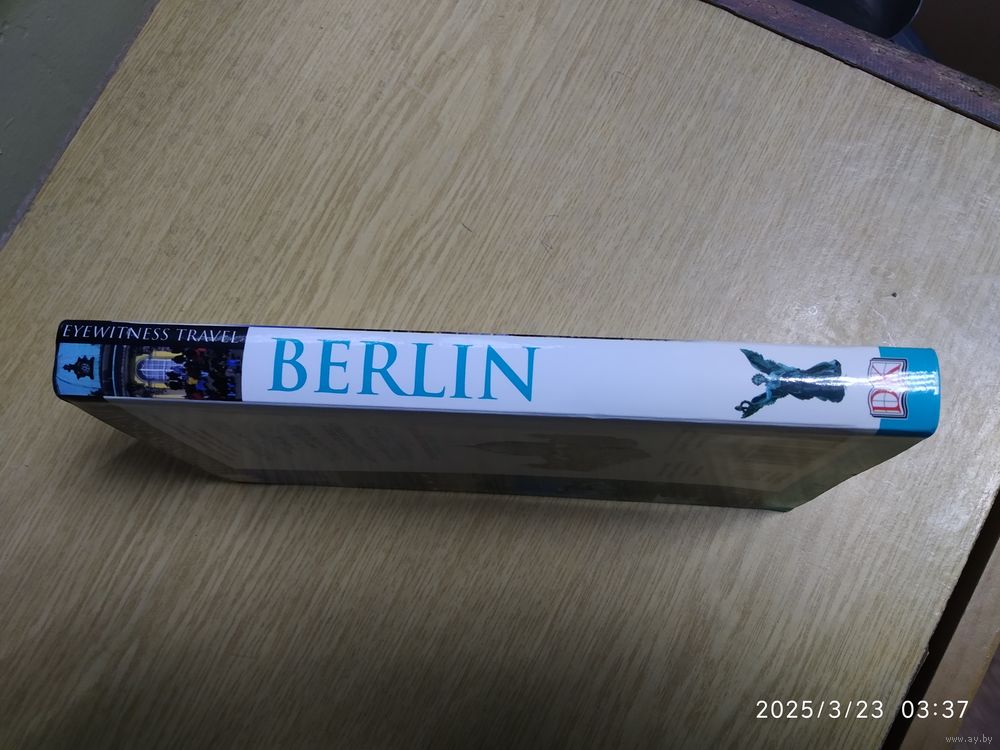 EYEWITNESS TRAVEL
BERLIN
DK
2025/3/23 03:37
www.ay.by